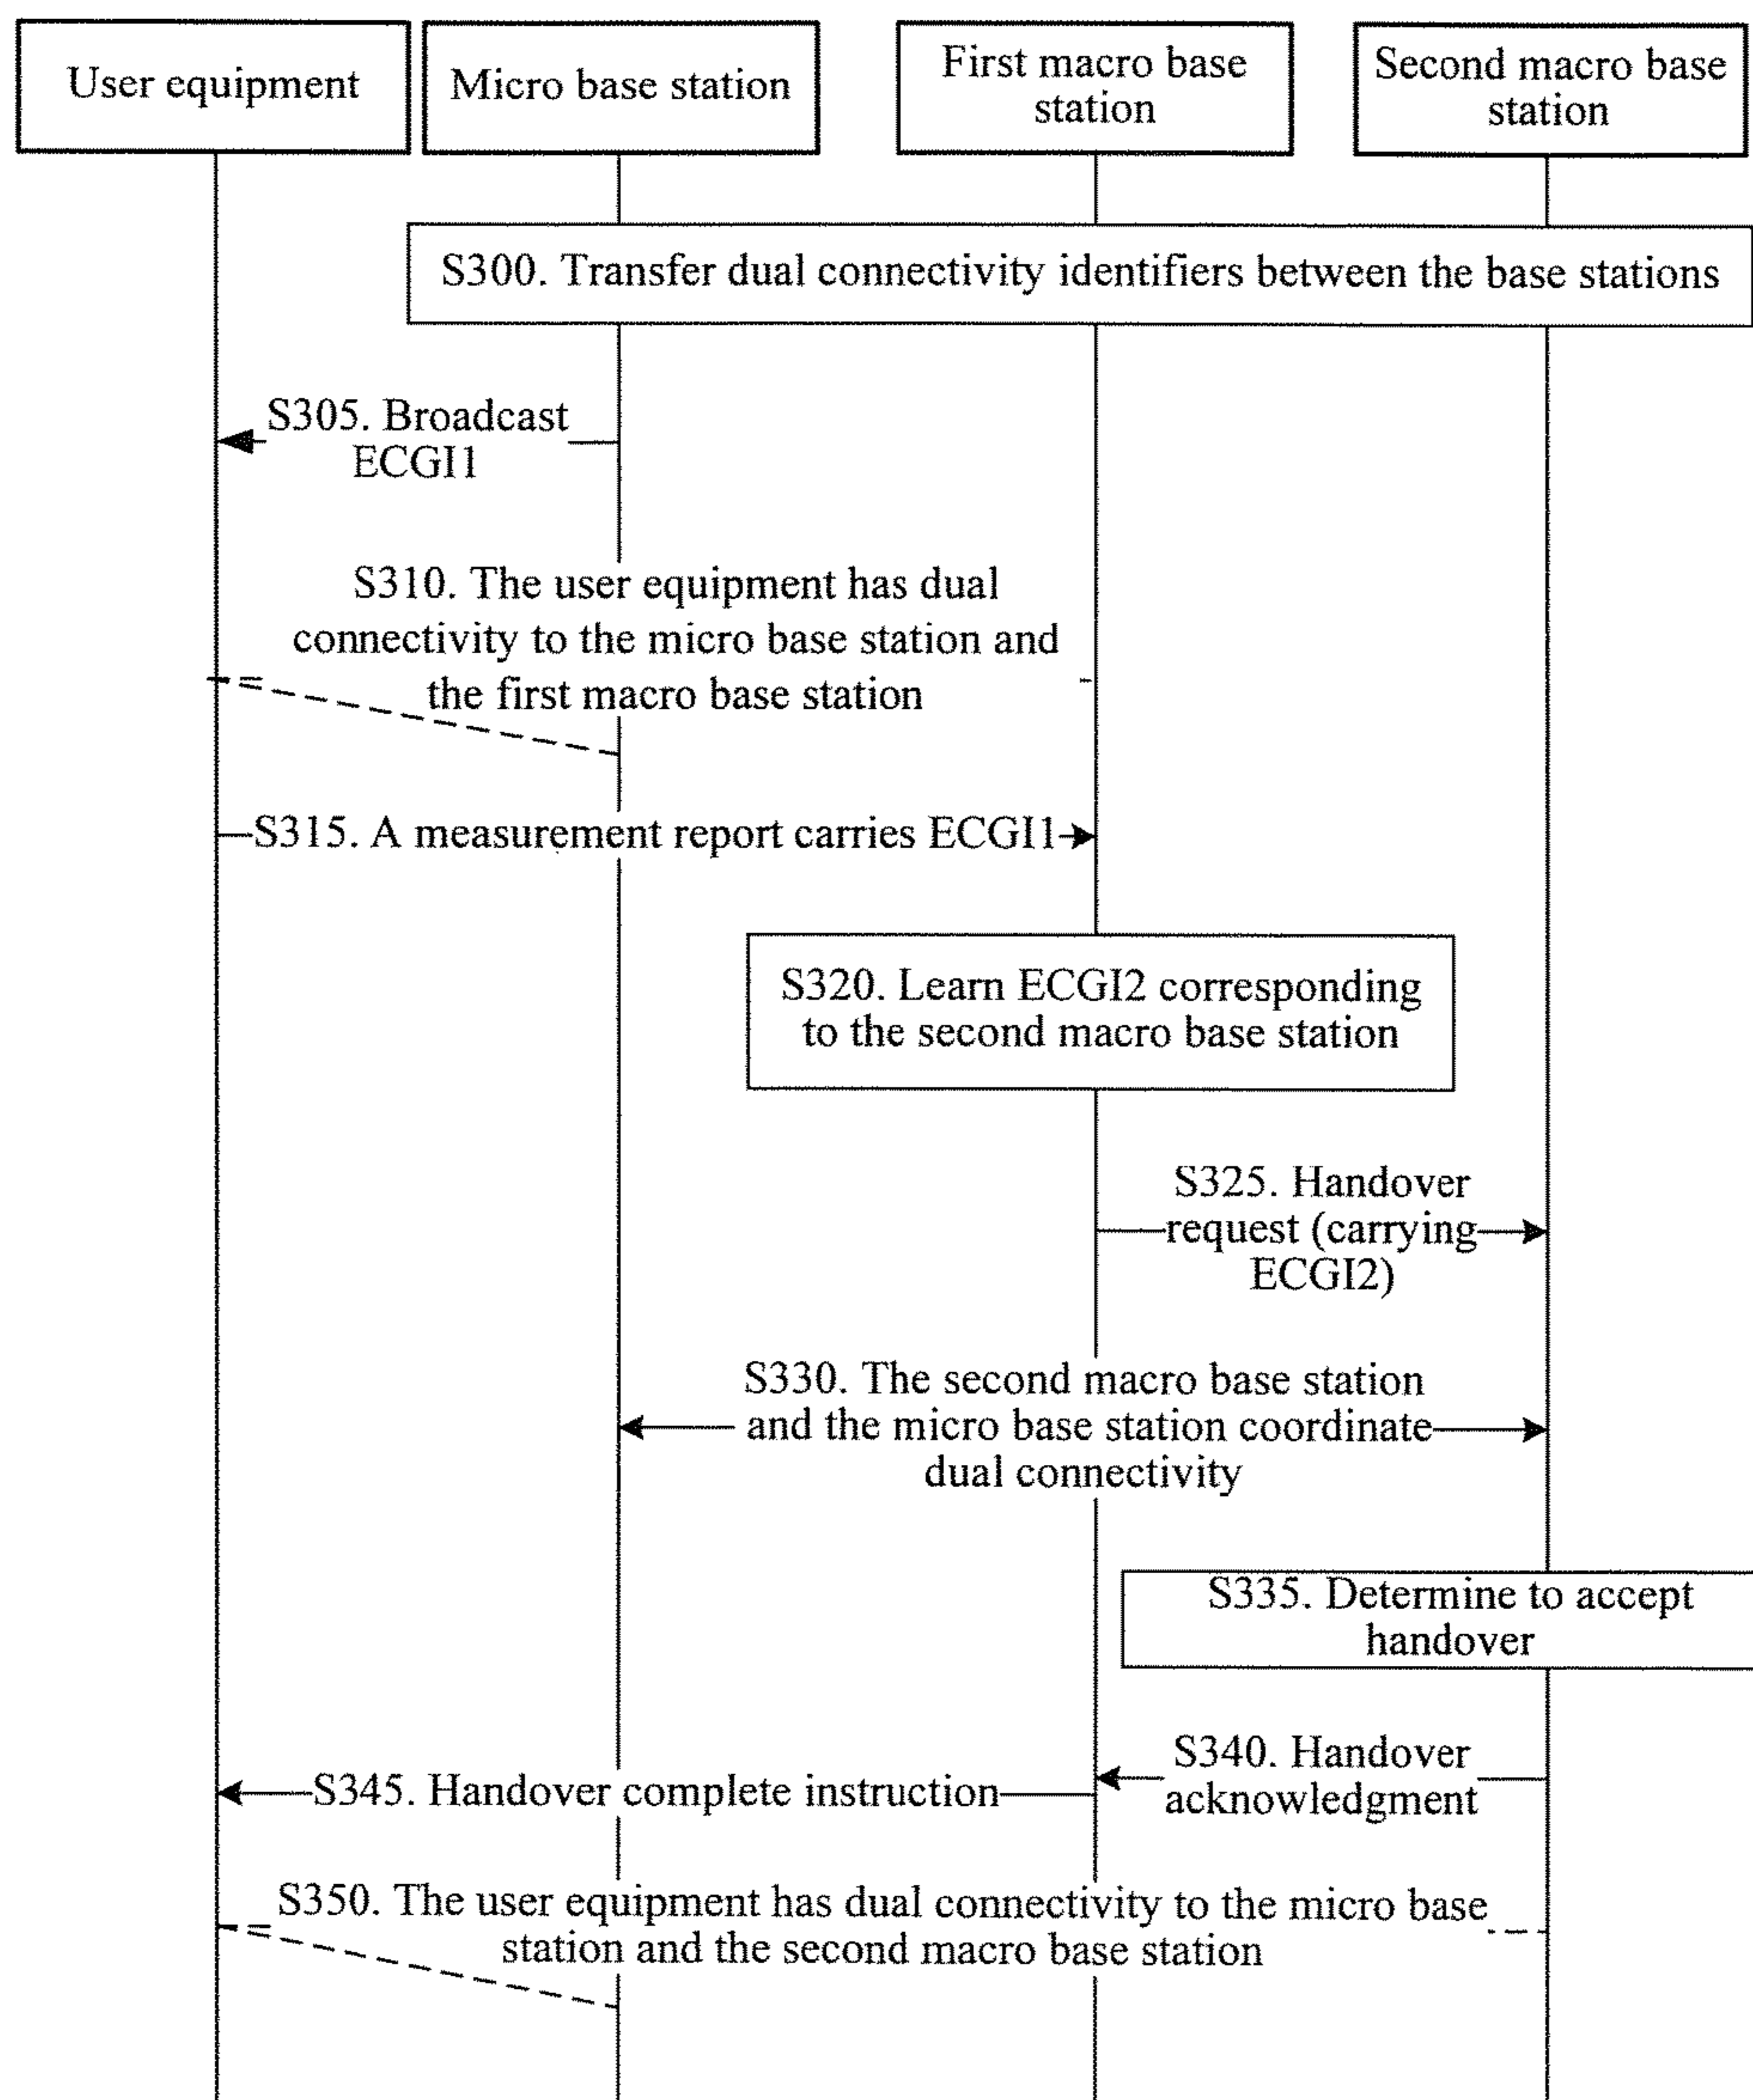 User equipment
Micro base station
First macro base
station
Second macro base
station
S300. Transfer dual connectivity identifiers between the base stations
S305. Broadcast
ECGI1
S310. The user equipment has dual
connectivity to the micro base station and
the first macro base station
S315. A measurement report carries ECGI1
S320. Learn ECGI2 corresponding
to the second macro base station
S325. Handover
request (carrying
ECGI2)
S330. The second macro base station
and the micro base station coordinate
dual connectivity
S335. Determine to accept
handover
S340. Handover
acknowledgment
S345. Handover complete instruction
S350. The user equipment has dual connectivity to the micro base
station and the second macro base station